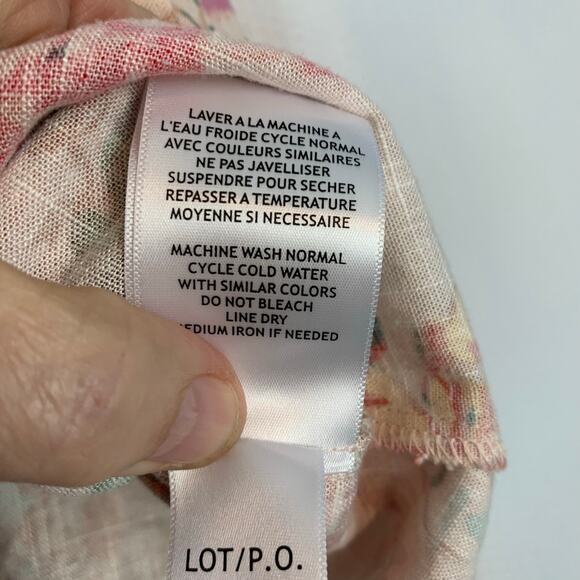 LAVER A LA MACHINE A
L'EAU FROIDE CYCLE NORMAL
AVEC COULEURS SIMILAIRES
NE PAS JAVELLISER
SUSPENDRE POUR SECHER
REPASSER A TEMPERATURE
MOYENNE SI NECESSAIRE
MACHINE WASH NORMAL
CYCLE COLD WATER
WITH SIMILAR COLORS
DO NOT BLEACH
LINE DRY
MEDIUM IRON IF NEEDED
LOT/P.O.